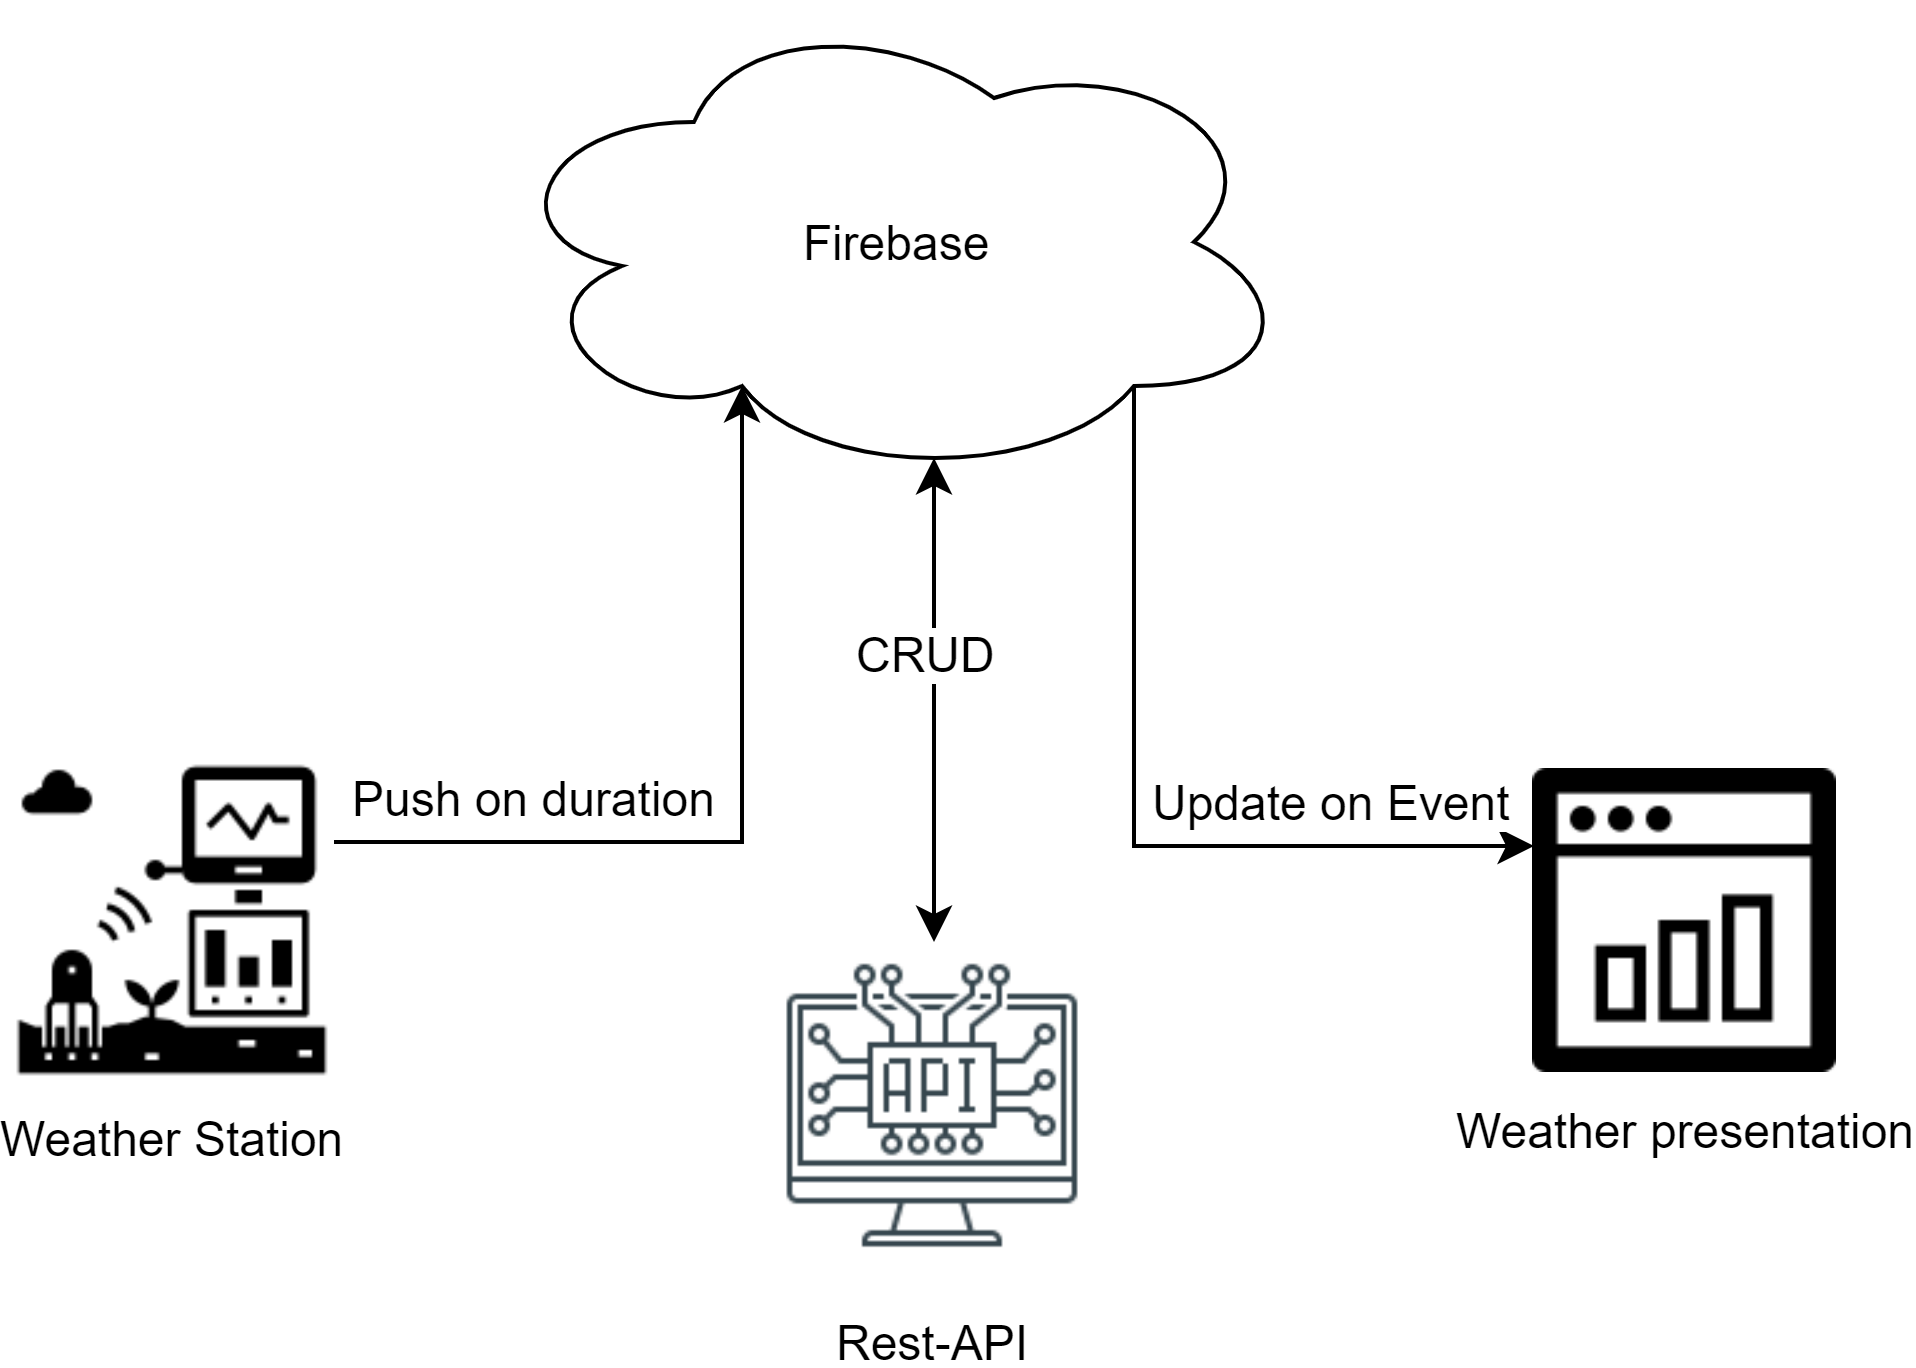 Firebase
CRUD
Push on duration
Update on Event
API
Weather Station
Weather presentation
Rest-API